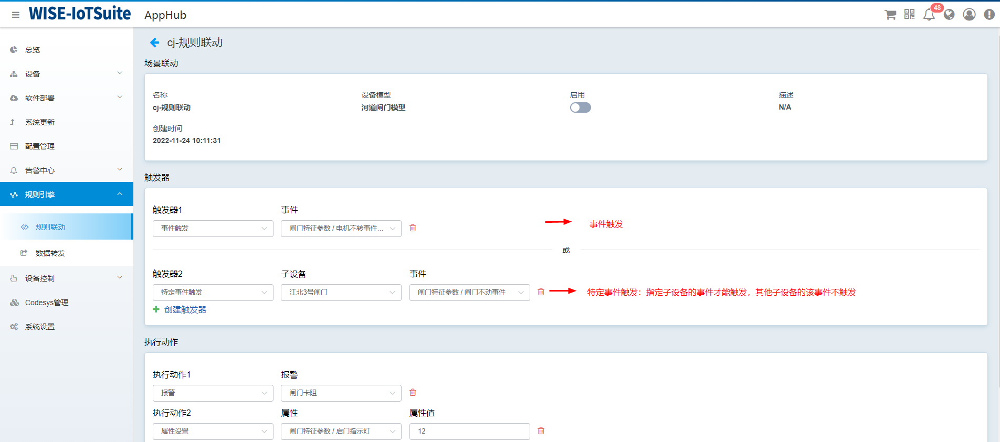 WISE-IoTSuite
AppHub
48
总览
设备
软件部署
系统更新
配置管理
告警中心
规则引擎
规则联动
数据转发
设备控制
Codesys管理
系统设置
cj-规则联动
场景联动
名称
设备模型
启用
描述
cj-规则联动
河道闸门模型
N/A
创建时间
2022-11-24 10:11:31
触发器
触发器1
事件
事件触发
闸门特征参数 / 电机不转事件...
事件触发
或
触发器2
子设备
事件
特定事件触发
江北3号闸门
闸门特征参数 / 闸门不动事件
特定事件触发：指定子设备的事件才能触发，其他子设备的该事件不触发
创建触发器
执行动作
执行动作1
报警
报警
闸门卡阻
执行动作2
属性
属性值
属性设置
闸门特征参数 / 启门指示灯
12